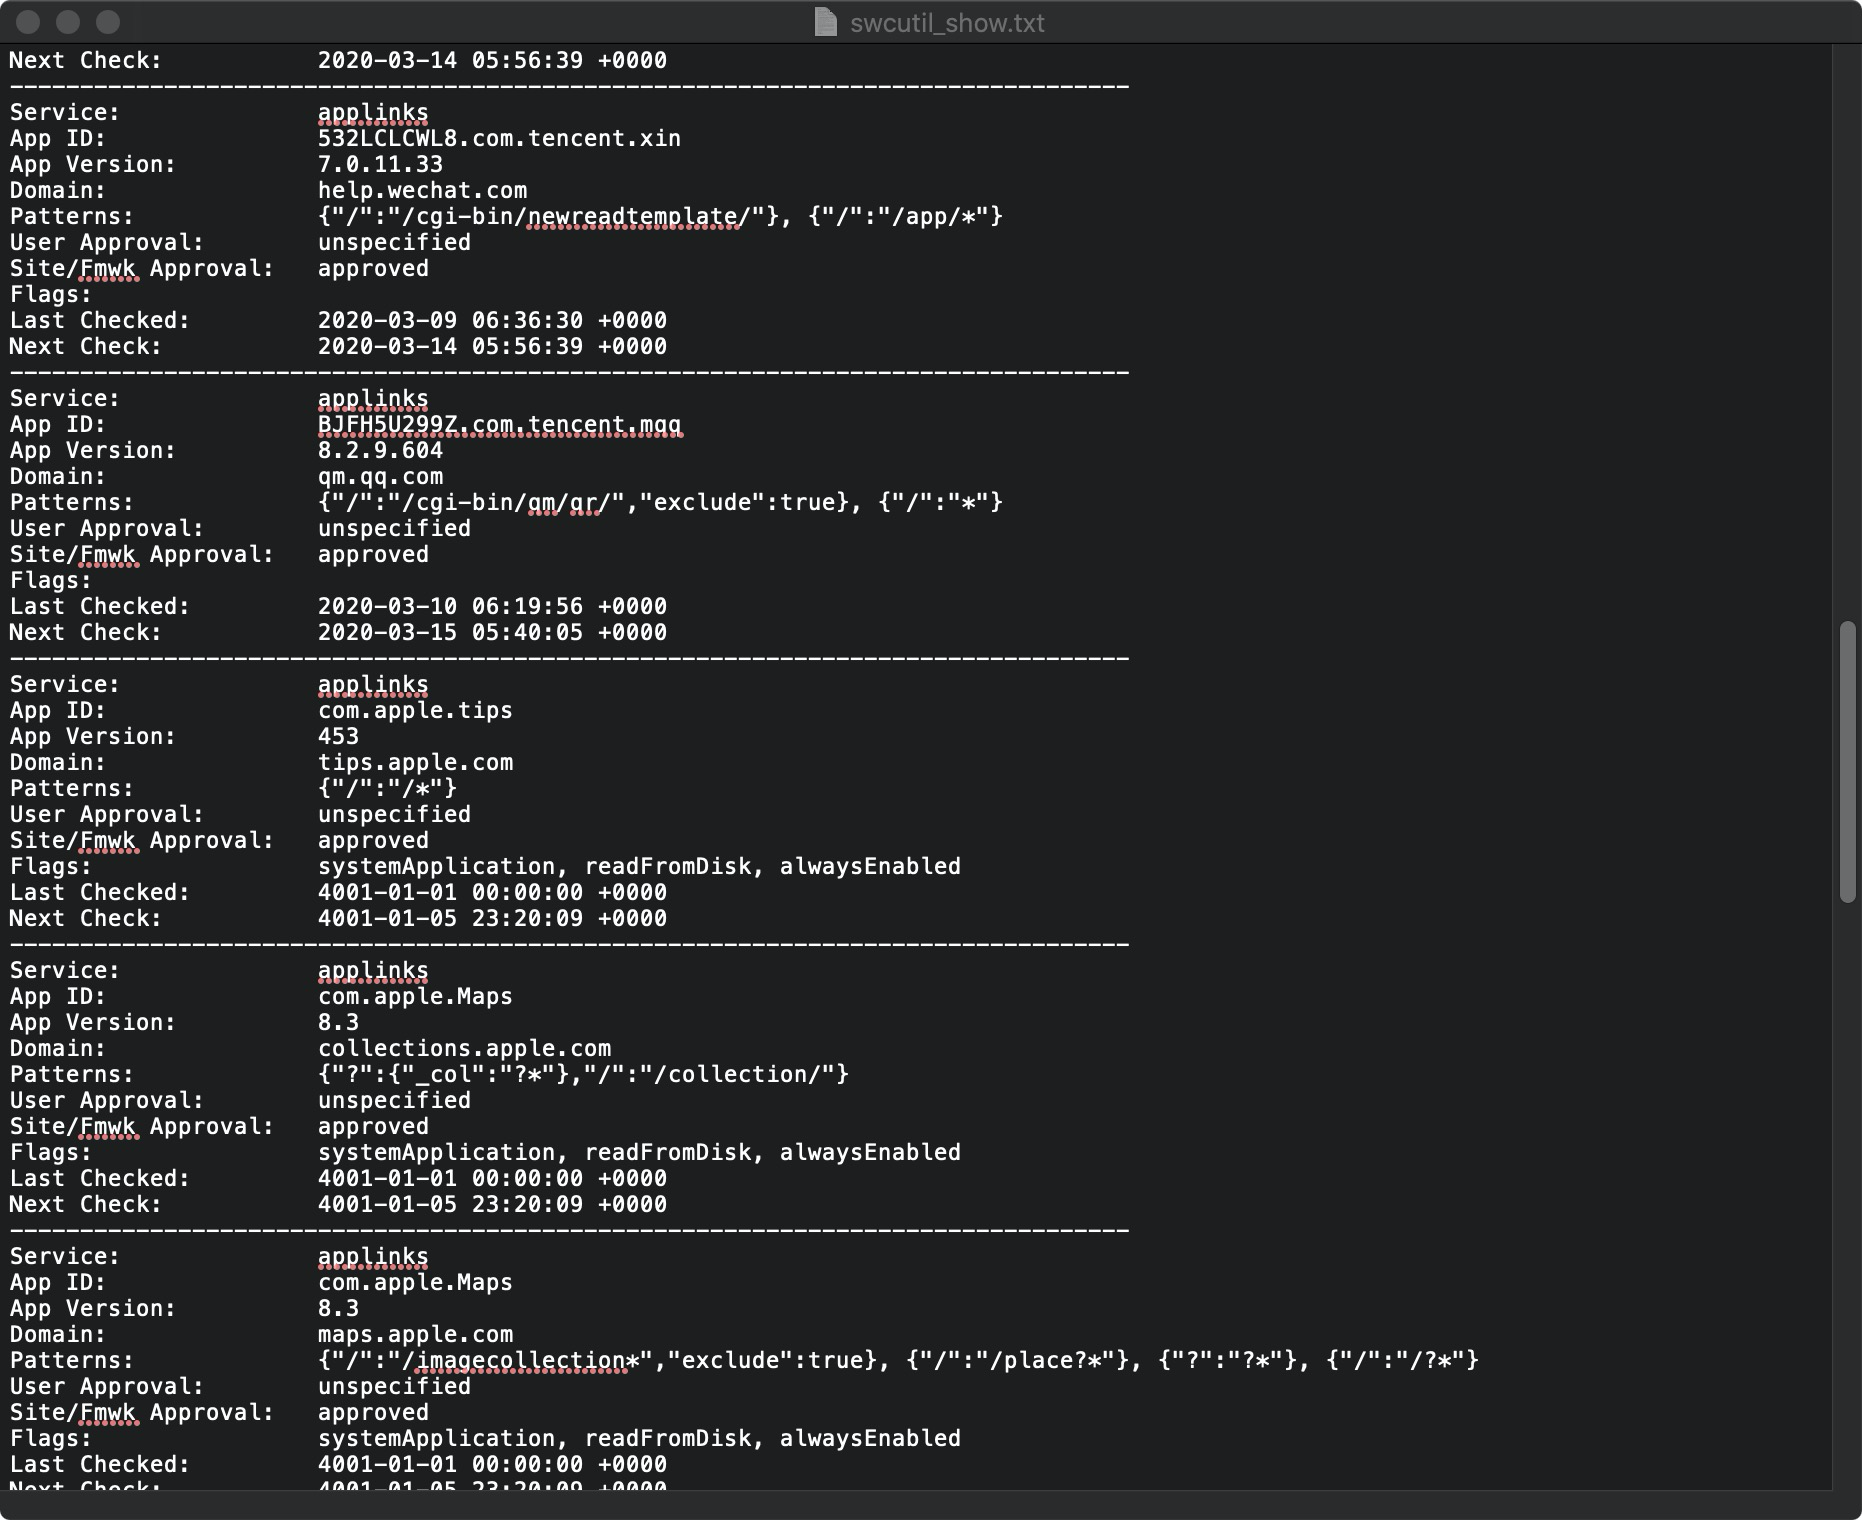 swcutil_show.txt
Next Check: 2020-03-14 05:56:39 +0000
--------------------------------------------------------------------------------
Service: applinks
App ID: 532LCLCWL8.com.tencent.xin
App Version: 7.0.11.33
Domain: help.wechat.com
Patterns: {"/":"/cgi-bin/newreadtemplate/"}, {"/":"/app/*"}
User Approval: unspecified
Site/Fmwk Approval: approved
Flags:
Last Checked: 2020-03-09 06:36:30 +0000
Next Check: 2020-03-14 05:56:39 +0000
--------------------------------------------------------------------------------
Service: applinks
App ID: BJFH5U299Z.com.tencent.mqq
App Version: 8.2.9.604
Domain: qm.qq.com
Patterns: {"/":"/cgi-bin/qm/qr/","exclude":true}, {"/":"*"}
User Approval: unspecified
Site/Fmwk Approval: approved
Flags:
Last Checked: 2020-03-10 06:19:56 +0000
Next Check: 2020-03-15 05:40:05 +0000
--------------------------------------------------------------------------------
Service: applinks
App ID: com.apple.tips
App Version: 453
Domain: tips.apple.com
Patterns: {"/":"/*"}
User Approval: unspecified
Site/Fmwk Approval: approved
Flags: systemApplication, readFromDisk, alwaysEnabled
Last Checked: 4001-01-01 00:00:00 +0000
Next Check: 4001-01-05 23:20:09 +0000
--------------------------------------------------------------------------------
Service: applinks
App ID: com.apple.Maps
App Version: 8.3
Domain: collections.apple.com
Patterns: {"?":{"_col":"?*"},"/":"/collection/"}
User Approval: unspecified
Site/Fmwk Approval: approved
Flags: systemApplication, readFromDisk, alwaysEnabled
Last Checked: 4001-01-01 00:00:00 +0000
Next Check: 4001-01-05 23:20:09 +0000
--------------------------------------------------------------------------------
Service: applinks
App ID: com.apple.Maps
App Version: 8.3
Domain: maps.apple.com
Patterns: {"/":"/imagecollection*","exclude":true}, {"/":"/place?*"}, {"?":"?*"}, {"/":"/?*"}
User Approval: unspecified
Site/Fmwk Approval: approved
Flags: systemApplication, readFromDisk, alwaysEnabled
Last Checked: 4001-01-01 00:00:00 +0000
Next Check: 4001-01-05 23:20:09 +0000